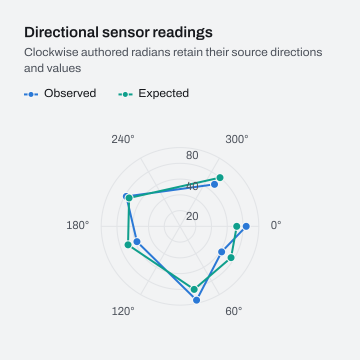 Directional sensor readings
Clockwise authored radians retain their source directions
and values
Observed
Expected
240°
300°
80
40
180°
0°
20
120°
60°